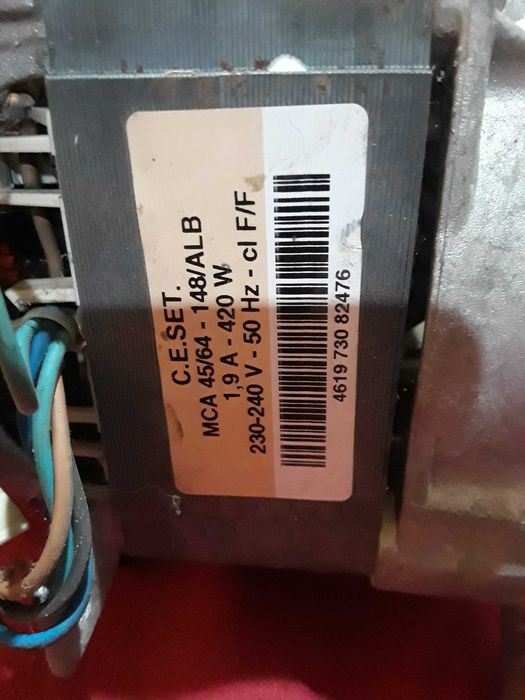 C.E.SET.
MCA 45/64 - 148/ALB
1,9 A - 420 W
230-240 V - 50 Hz - cl F/F
4619 730 82476